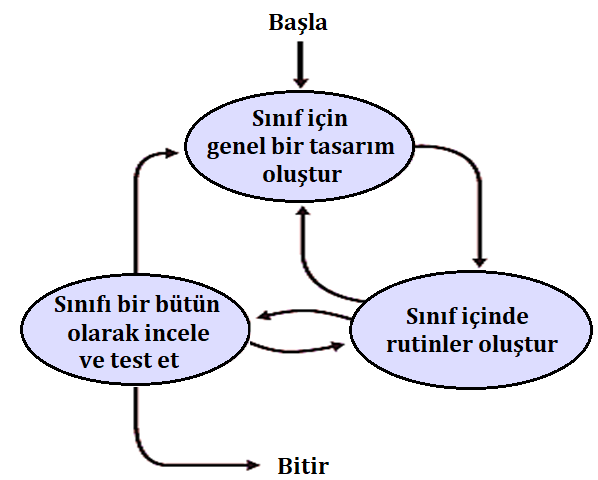 Başla
Sınıf için
genel bir tasarım
oluştur
Sınıfı bir bütün
olarak incele
ve test et
Sınıf içinde
rutinler oluştur
Bitir